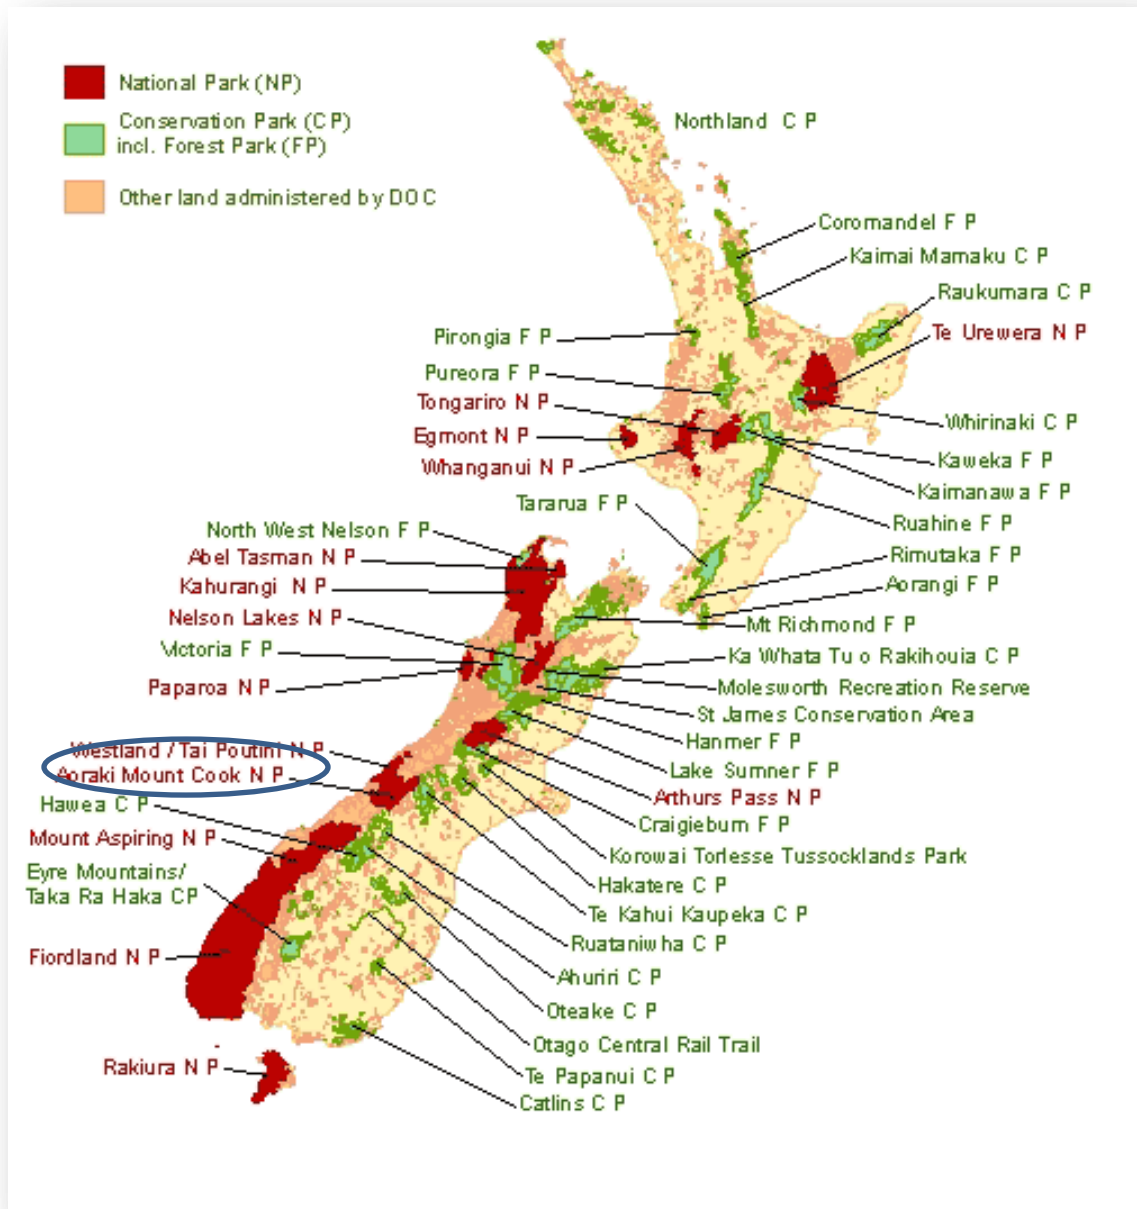 National Park (NP)
Conservation Park (CP)
incl. Forest Park (FP)
Other land administered by DOC
Northland C P
Coromandel F P
Kaimai Mamaku C P
Raukumara C P
Te Urewera N P
Pirongia F P
Pureora F P
Tongariro N P
Egmont N P
Whanganui N P
Whirinaki C P
Kaweka F P
Kaimanawa F P
Tararua F P
Ruahine F P
North West Nelson F P
Abel Tasman N P
Kahurangi N P
Nelson Lakes N P
Victoria F P
Paparoa N P
Rimutaka F P
Aorangi F P
Mt Richmond F P
Ka Whata Tu o Rakihouia C P
Molesworth Recreation Reserve
St James Conservation Area
Hanmer F P
Lake Sumner F P
Arthurs Pass N P
Craigieburn F P
Korowai Torlesse Tussocklands Park
Hakatere C P
Te Kahui Kaupeka C P
Ruataniwha C P
Ahuriri C P
Oteake C P
Otago Central Rail Trail
Te Papanui C P
Catlins C P
Westland / Tai Poutini N P
Aoraki Mount Cook N P
Hawea C P
Mount Aspiring N P
Eyre Mountains/
Taka Ra Haka CP
Fiordland N P
Rakiura N P